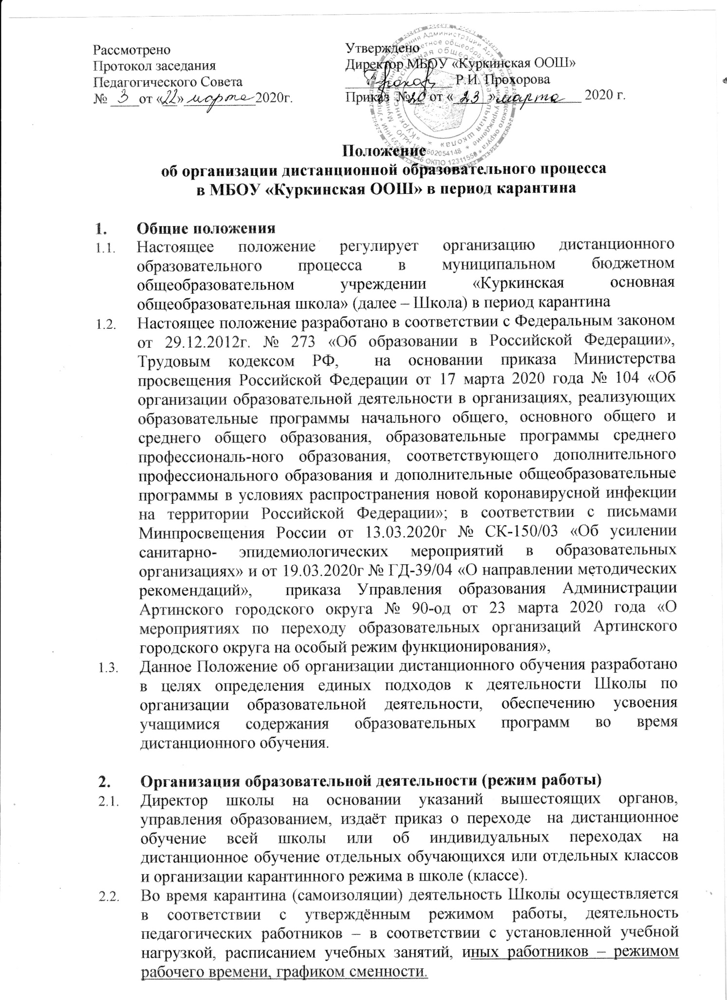 Рассмотрено
Протокол заседания
Педагогического Совета
№ 3 от «22» марта 2020г.
Утверждено
Директор МБОУ «Куркинская ООШ»
Р.И. Прохорова
Приказ № 20 от « 23 » марта 2020 г.
Положение
об организации дистанционной образовательного процесса
в МБОУ «Куркинская ООШ» в период карантина
1. Общие положения
1.1. Настоящее положение регулирует организацию дистанционного
образовательного процесса в муниципальном бюджетном
общеобразовательном учреждении «Куркинская основная
общеобразовательная школа» (далее – Школа) в период карантина
1.2. Настоящее положение разработано в соответствии с Федеральным законом
от 29.12.2012г. № 273 «Об образовании в Российской Федерации»,
Трудовым кодексом РФ, на основании приказа Министерства
просвещения Российской Федерации от 17 марта 2020 года № 104 «Об
организации образовательной деятельности в организациях, реализующих
образовательные программы начального общего, основного общего и
среднего общего образования, образовательные программы среднего
профессиональ-ного образования, соответствующего дополнительного
профессионального образования и дополнительные общеобразовательные
программы в условиях распространения новой коронавирусной инфекции
на территории Российской Федерации»; в соответствии с письмами
Минпросвещения России от 13.03.2020г № СК-150/03 «Об усилении
санитарно- эпидемиологических мероприятий в образовательных
организациях» и от 19.03.2020г № ГД-39/04 «О направлении методических
рекомендаций», приказа Управления образования Администрации
Артинского городского округа № 90-од от 23 марта 2020 года «О
мероприятиях по переходу образовательных организаций Артинского
городского округа на особый режим функционирования»,
1.3. Данное Положение об организации дистанционного обучения разработано
в целях определения единых подходов к деятельности Школы по
организации образовательной деятельности, обеспечению усвоения
учащимися содержания образовательных программ во время
дистанционного обучения.
2. Организация образовательной деятельности (режим работы)
2.1. Директор школы на основании указаний вышестоящих органов,
управления образованием, издаёт приказ о переходе на дистанционное
обучение всей школы или об индивидуальных переходах на
дистанционное обучение отдельных обучающихся или отдельных классов
и организации карантинного режима в школе (классе).
2.2. Во время карантина (самоизоляции) деятельность Школы осуществляется
в соответствии с утверждённым режимом работы, деятельность
педагогических работников – в соответствии с установленной учебной
нагрузкой, расписанием учебных занятий, иных работников – режимом
рабочего времени, графиком сменности.